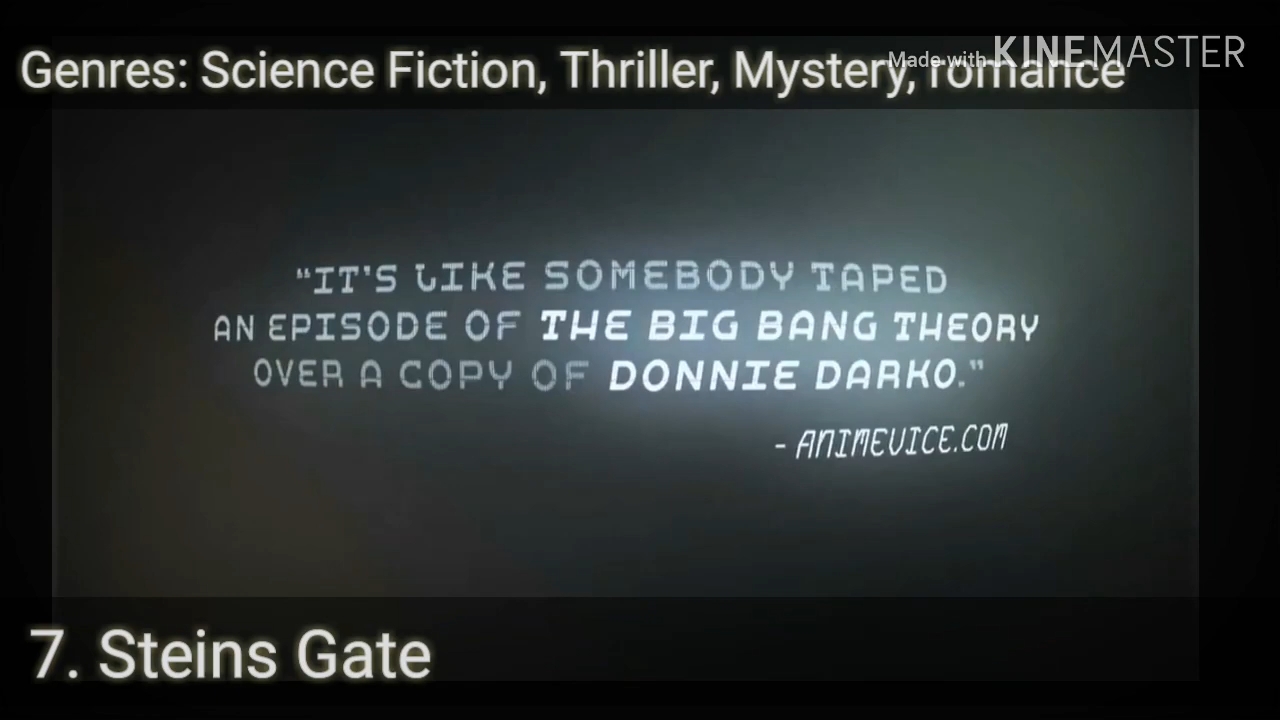 Genres: Science Fiction, Thriller, Mystery, romance
Made with KINEMASTER
“IT'S LIKE SOMEBODY TAPED
AN EPISODE OF THE BIG BANG THEORY
OVER A COPY OF DONNIE DARKO.”
- ANIMEVICE.COM
7. Steins Gate